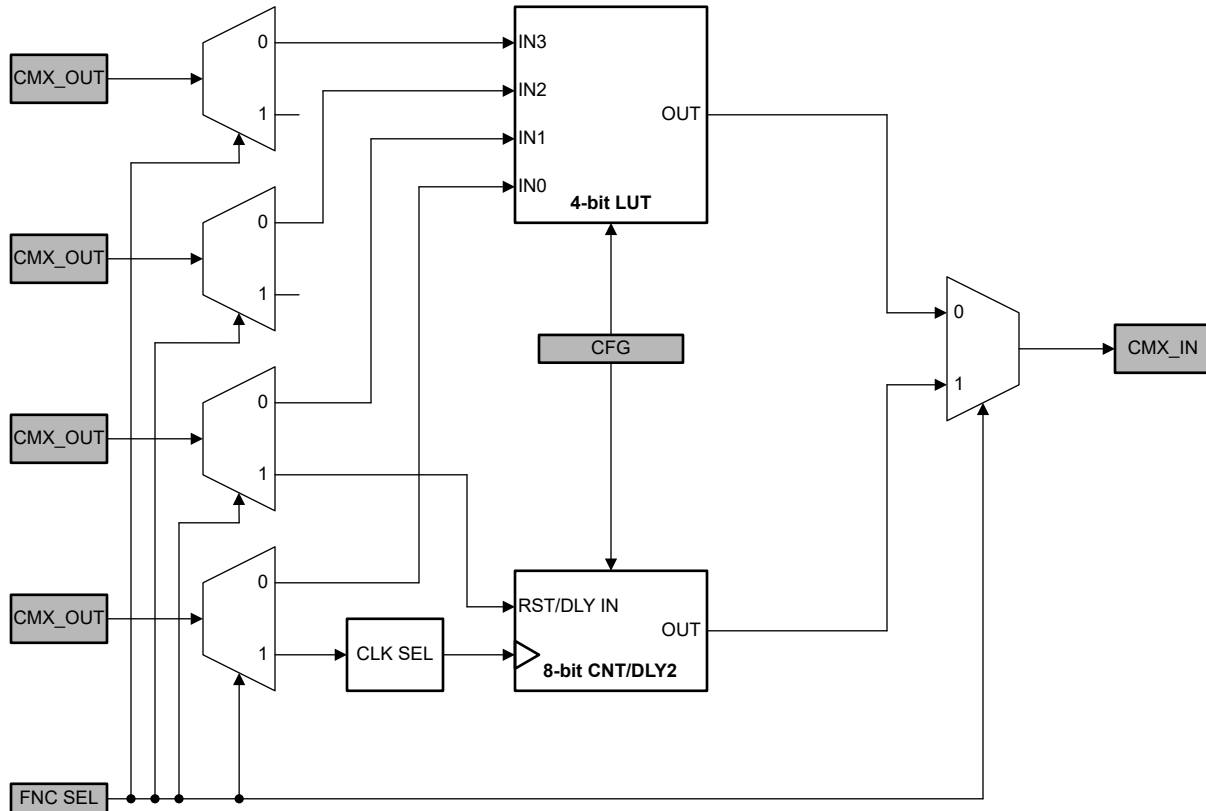 0
CMX_OUT
1
IN3
IN2
IN1
IN0
OUT
4-bit LUT
0
CMX_OUT
1
CFG
0
1
CMX_IN
0
CMX_OUT
1
0
CMX_OUT
1
CLK SEL
RST/DLY IN
OUT
8-bit CNT/DLY2
FNC SEL